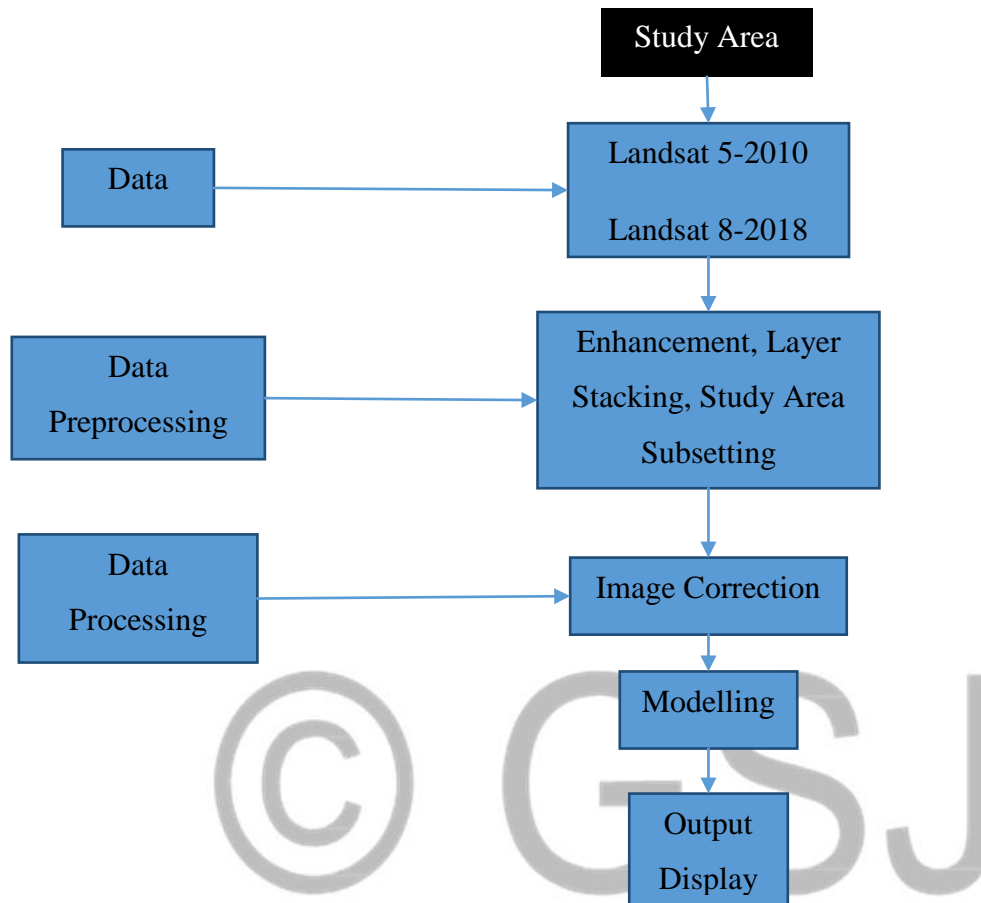 Study Area
Data
Landsat 5-2010
Landsat 8-2018
Data
Preprocessing
Enhancement, Layer
Stacking, Study Area
Subsetting
Data
Processing
Image Correction
Modelling
Output
Display
© GSJ